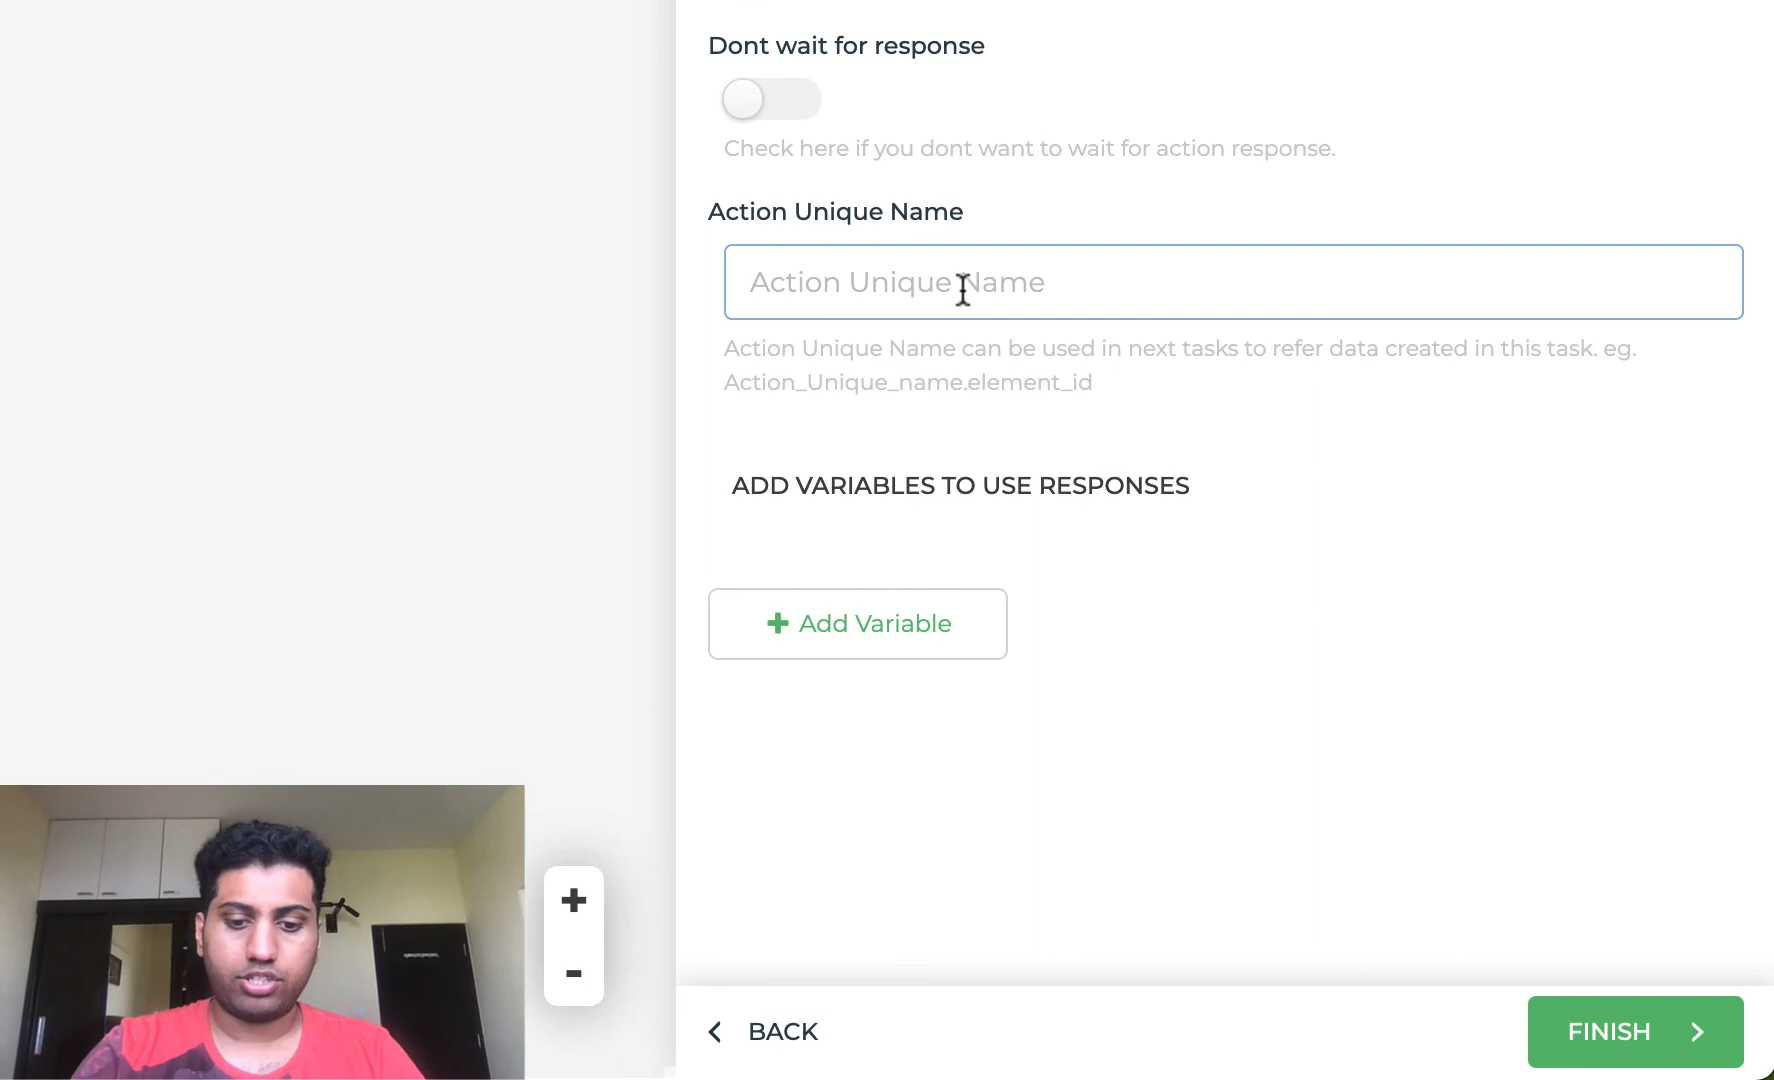 Dont wait for response
Check here if you dont want to wait for action response.
Action Unique Name
Action Unique Name
Action Unique Name can be used in next tasks to refer data created in this task. eg.
Action_Unique_name.element_id
ADD VARIABLES TO USE RESPONSES
+ Add Variable
+
-
BACK
FINISH